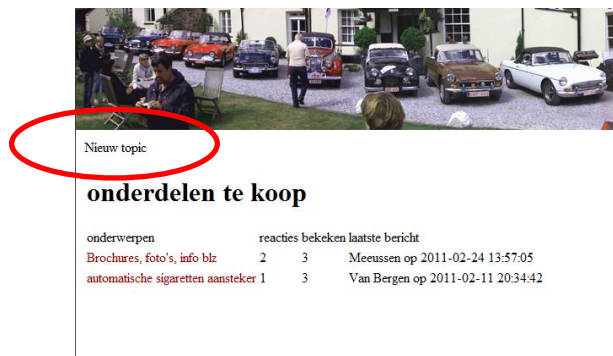 Nieuw topic
onderdelen te koop
onderwerpen reacties bekeken laatste bericht
Brochures, foto's, info blz 2 3 Meeussen op 2011-02-24 13:57:05
automatische sigaretten aansteker 1 3 Van Bergen op 2011-02-11 20:34:42